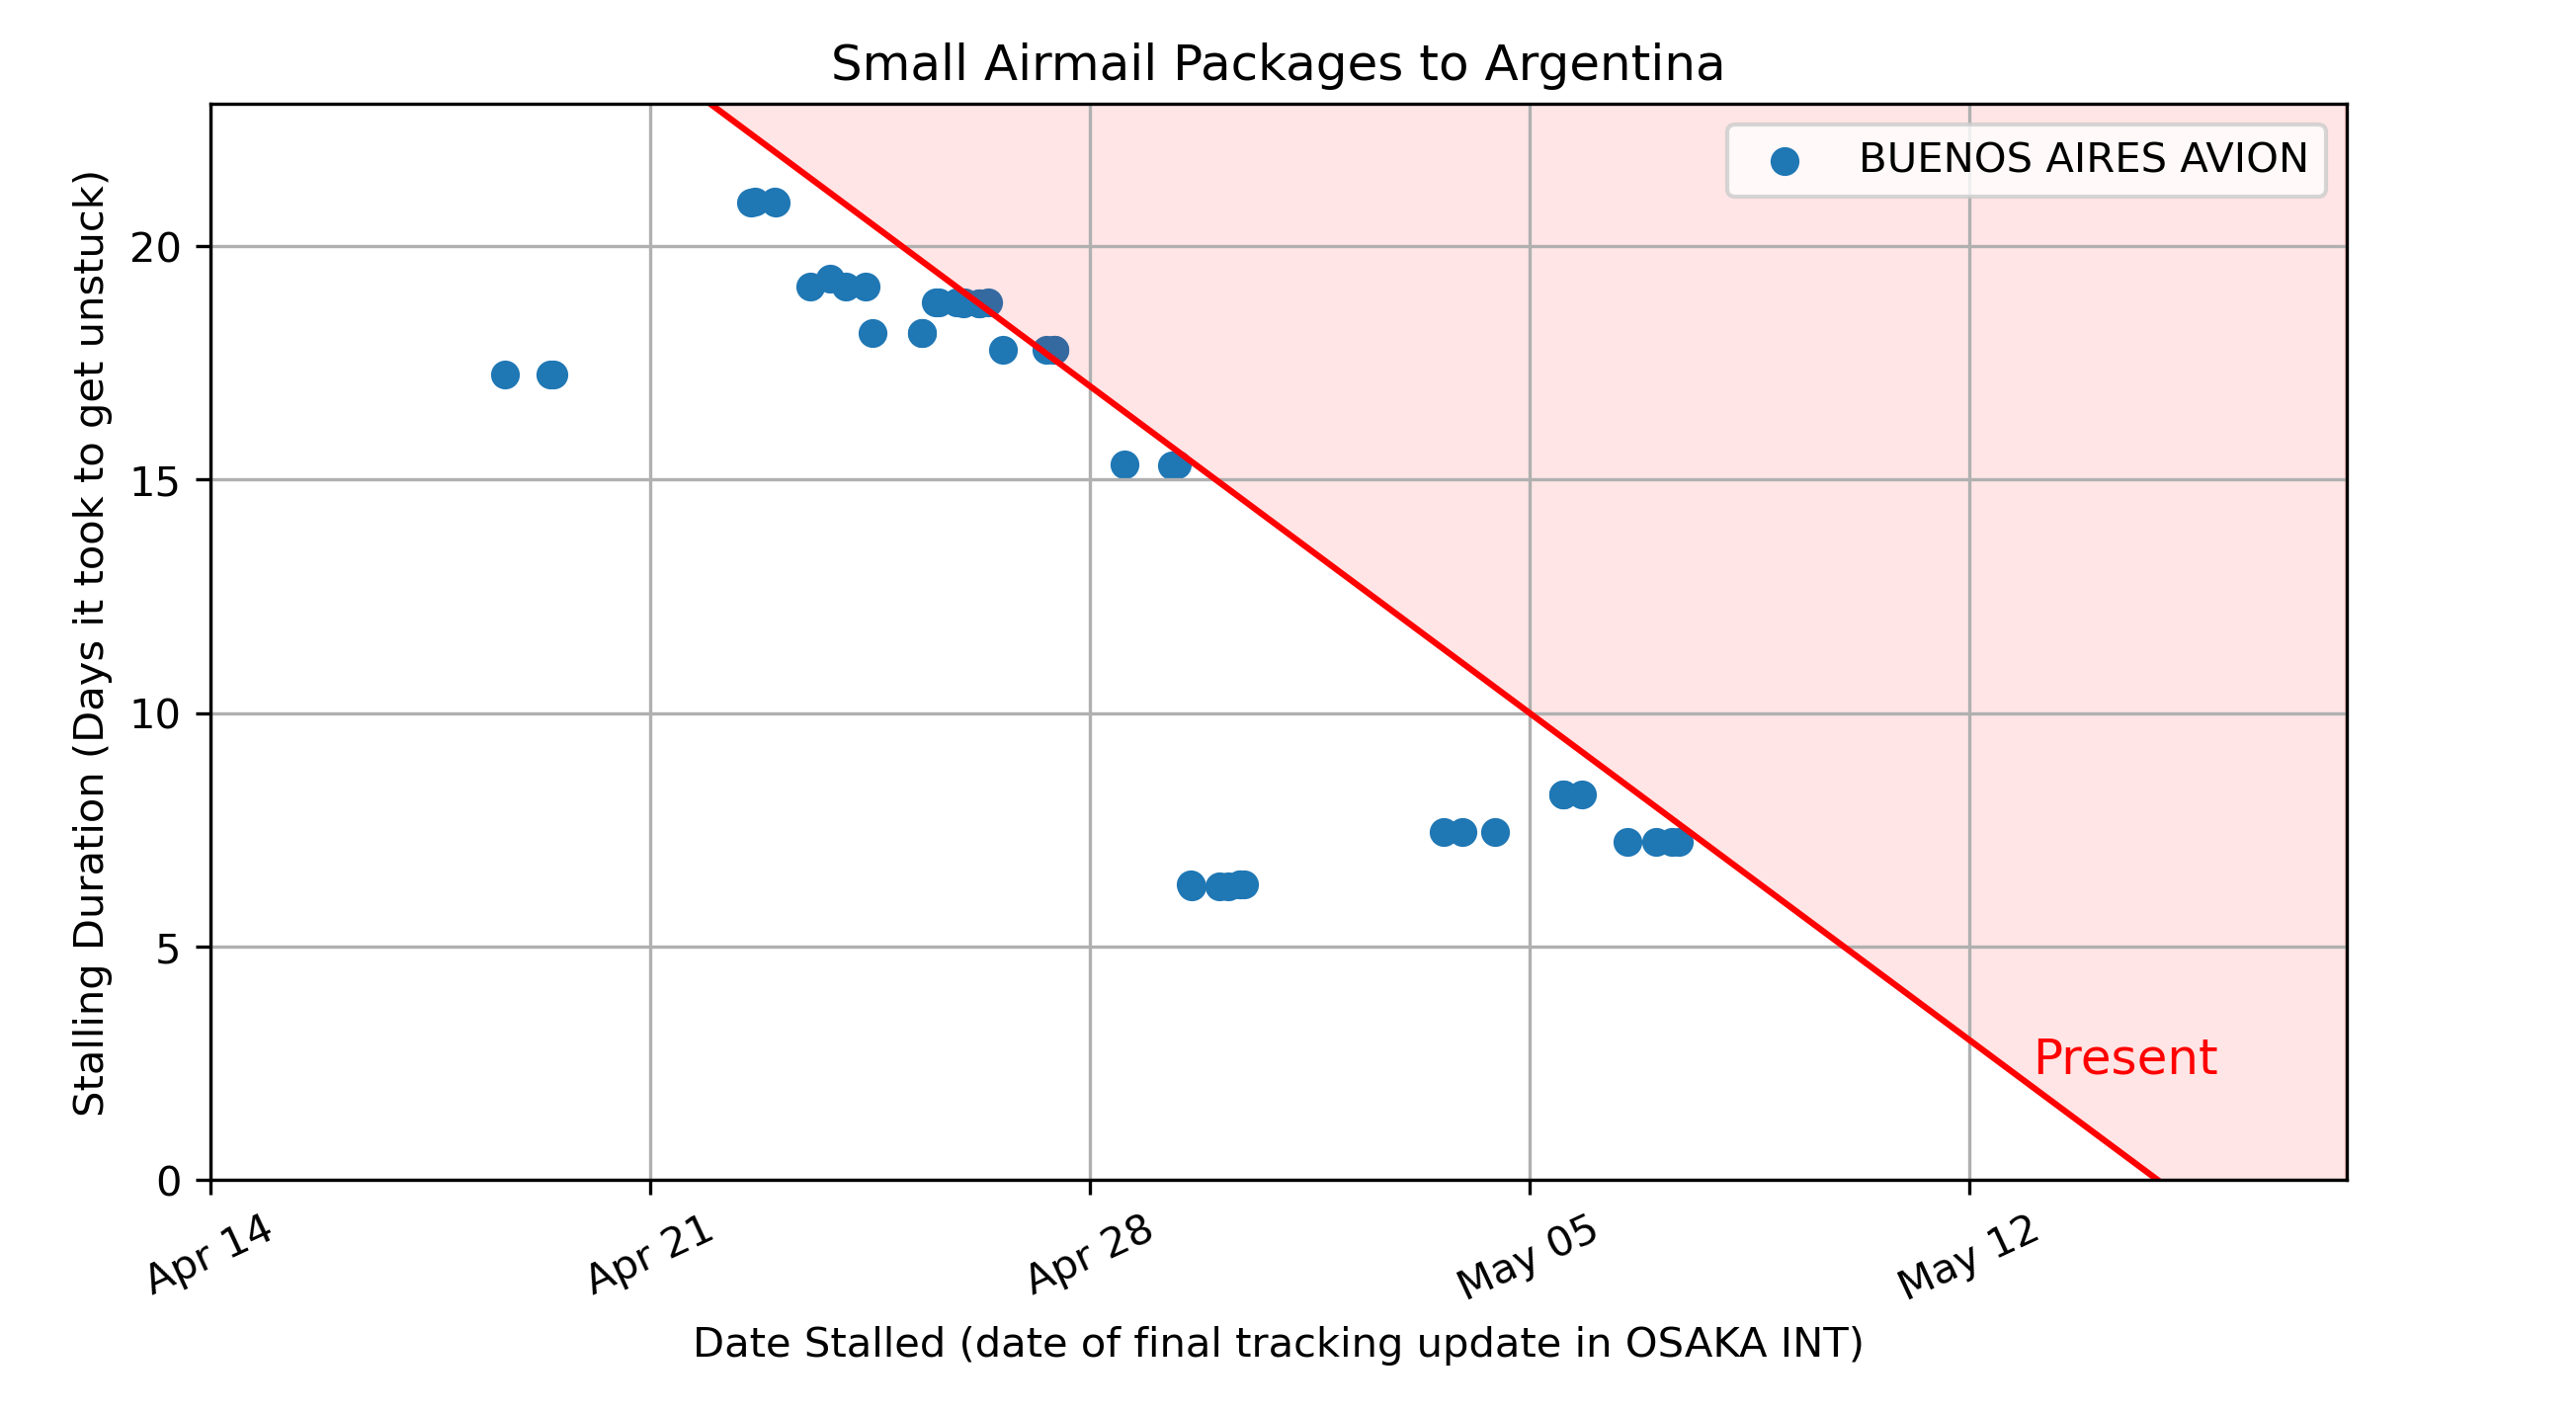 Small Airmail Packages to Argentina
BUENOS AIRES AVION
Stalling Duration (Days it took to get unstuck)
20
15
10
5
0
Present
Apr 14
Apr 21
Apr 28
May 05
May 12
Date Stalled (date of final tracking update in OSAKA INT)